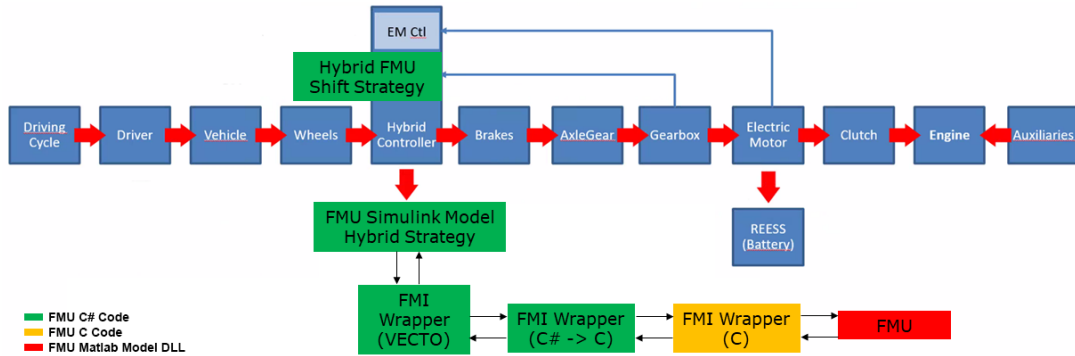 EM Ctl
Hybrid FMU
Shift Strategy
Driving
Cycle
Driver
Vehicle
Wheels
Hybrid
Controller
Brakes
AxleGear
Gearbox
Electric
Motor
Clutch
Engine
Auxiliaries
FMU Simulink Model
Hybrid Strategy
REESS
(Battery)
FMI
Wrapper
(VECTO)
FMI Wrapper
(C# -> C)
FMI Wrapper
(C)
FMU
FMU C# Code
FMU C Code
FMU Matlab Model DLL